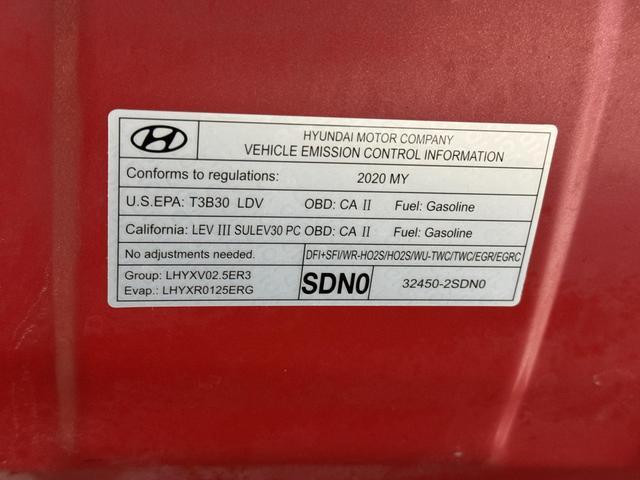 HYUNDAI MOTOR COMPANY
VEHICLE EMISSION CONTROL INFORMATION
Conforms to regulations: 2020 MY
U.S.EPA: T3B30 LDV OBD: CA II Fuel: Gasoline
California: LEV III SULEV30 PC OBD: CA II Fuel: Gasoline
No adjustments needed. DFI+SFI/WR-HO2S/HO2S/WU-TWC/TWC/EGR/EGRC
Group: LHYXV02.5ER3
Evap.: LHYXR0125ERG
SDN0
32450-2SDN0